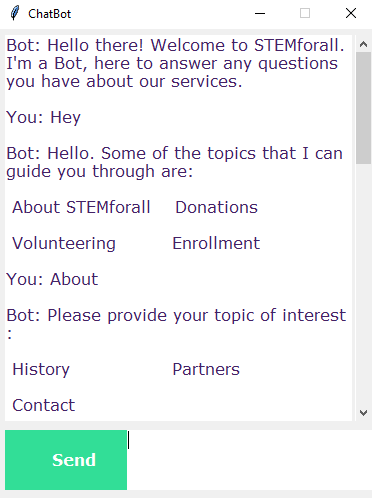 ChatBot
Bot: Hello there! Welcome to STEMforall.
I'm a Bot, here to answer any questions
you have about our services.
You: Hey
Bot: Hello. Some of the topics that I can
guide you through are:
About STEMforall Donations
Volunteering Enrollment
You: About
Bot: Please provide your topic of interest
:
History Partners
Contact
Send